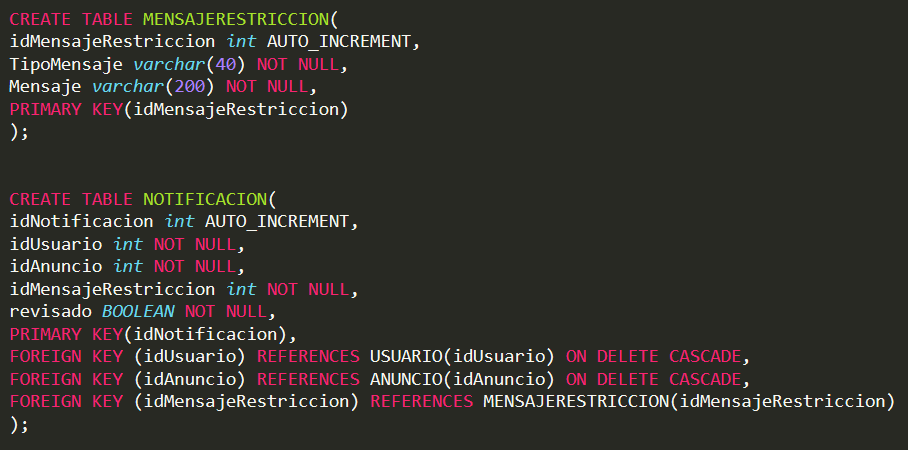 CREATE TABLE MENSAJERESTRICCION(
idMensajeRestriccion int AUTO_INCREMENT,
TipoMensaje varchar(40) NOT NULL,
Mensaje varchar(200) NOT NULL,
PRIMARY KEY(idMensajeRestriccion)
);
CREATE TABLE NOTIFICACION(
idNotificacion int AUTO_INCREMENT,
idUsuario int NOT NULL,
idAnuncio int NOT NULL,
idMensajeRestriccion int NOT NULL,
revisado BOOLEAN NOT NULL,
PRIMARY KEY(idNotificacion),
FOREIGN KEY (idUsuario) REFERENCES USUARIO(idUsuario) ON DELETE CASCADE,
FOREIGN KEY (idAnuncio) REFERENCES ANUNCIO(idAnuncio) ON DELETE CASCADE,
FOREIGN KEY (idMensajeRestriccion) REFERENCES MENSAJERESTRICCION(idMensajeRestriccion)
);